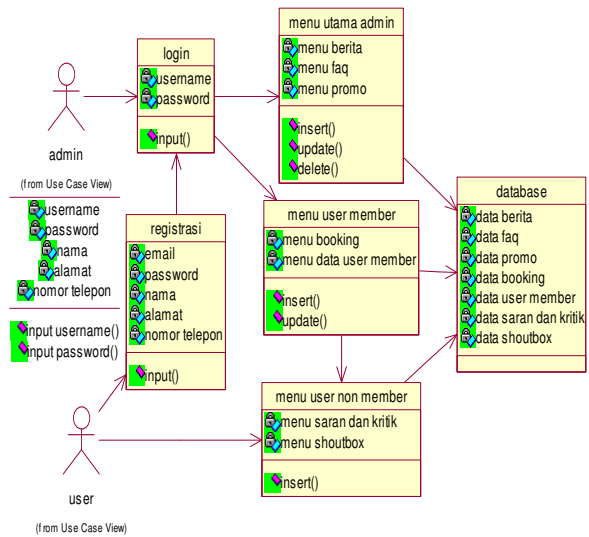 login
username
password
input()
menu utama admin
menu berita
menu faq
menu promo
insert()
update()
delete()
admin
(from Use Case View)
username
password
nama
alamat
nomor telepon
input username()
input password()
registrasi
email
password
nama
alamat
nomor telepon
input()
menu user member
menu booking
menu data user member
insert()
update()
database
data berita
data faq
data promo
data booking
data user member
data saran dan kritik
data shoutbox
menu user non member
menu saran dan kritik
menu shoutbox
insert()
user
(from Use Case View)